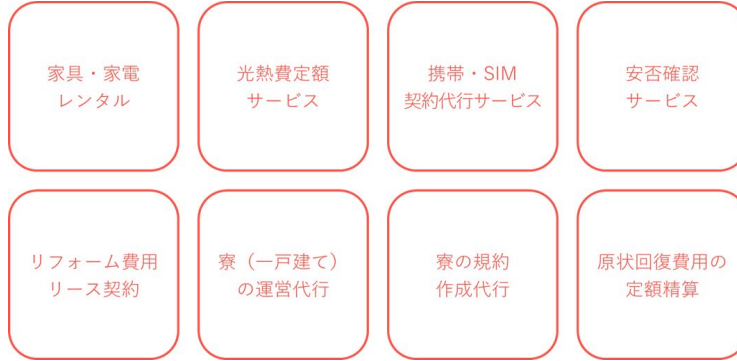 家具・家電
レンタル
光熱費定額
サービス
携帯・SIM
契約代行サービス
安否確認
サービス
リフォーム費用
リース契約
寮（一戸建て）
の運営代行
寮の規約
作成代行
原状回復費用の
定額精算